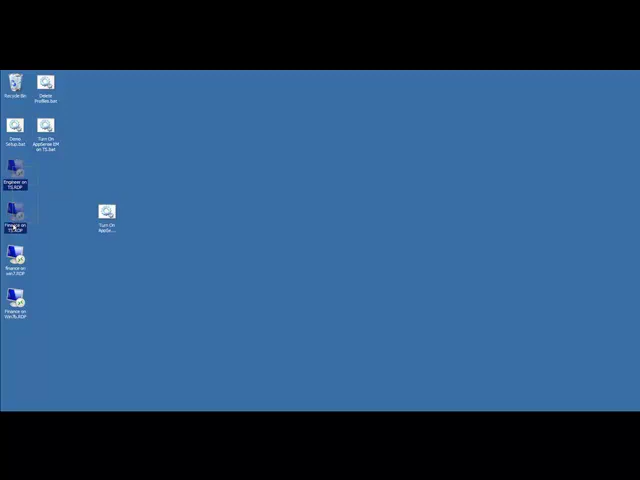 Recycle Bin
Delete
Profiles.bat
Demo
Setup.bat
Turn On
AppSense EM
on TS.bat
Engineer on
TS.RDP
Finance on
TS.RDP
Turn On
AppSe...
finance on
win7.RDP
Finance on
Win7b.RDP